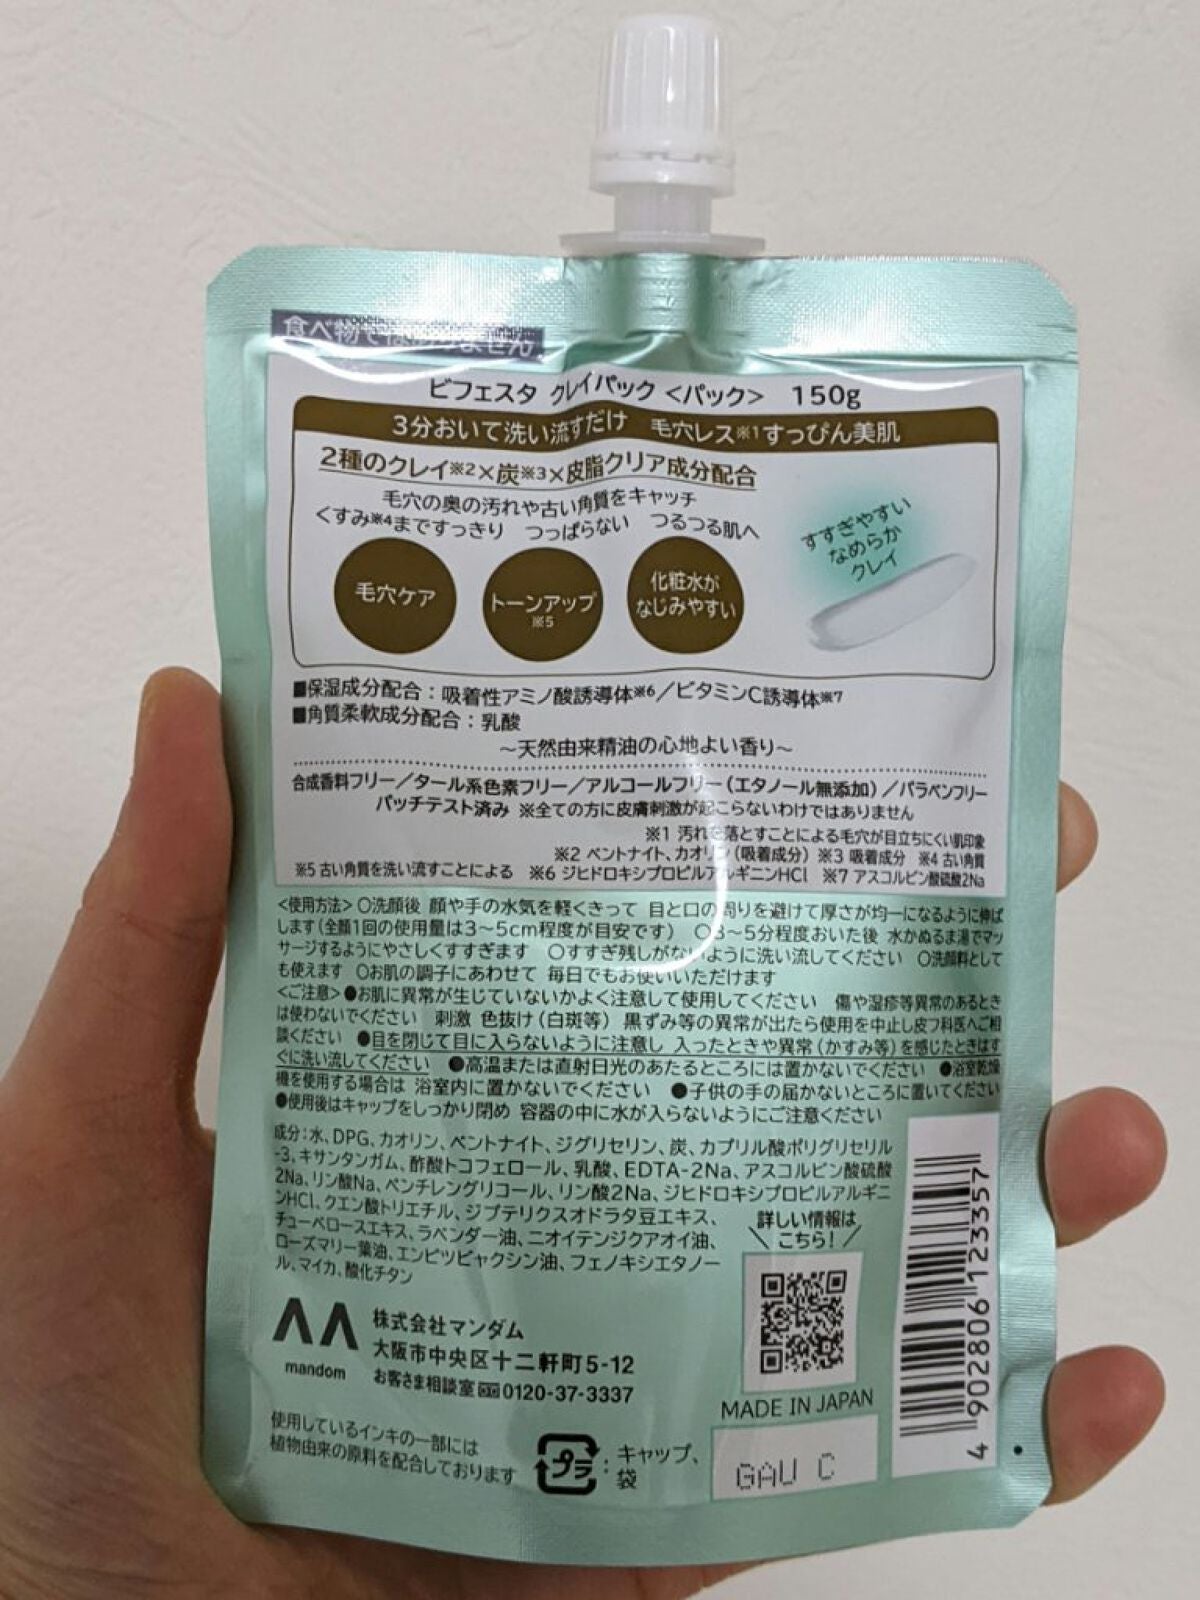 食べ物ではありません
ビフェスタ クレイパック <パック> 150g
3分おいて洗い流すだけ 毛穴レス※1すっぴん美肌
2種のクレイ※2×炭※3×皮脂クリア成分配合
毛穴の奥の汚れや古い角質をキャッチ
くすみ※4まですっきり つっぱらない つるつる肌へ
すすぎやすい
なめらか
クレイ
毛穴ケア
トーンアップ
※5
化粧水が
なじみやすい
■保湿成分配合:吸着性アミノ酸誘導体※6/ビタミンC誘導体※7
■角質柔軟成分配合:乳酸
~天然由来精油の心地よい香り~
合成香料フリー/タール系色素フリー/アルコールフリー(エタノール無添加)/パラベンフリー
パッチテスト済み ※全ての方に皮膚刺激が起こらないわけではありません
※1 汚れを落とすことによる毛穴が目立ちにくい肌印象
※2 ベントナイト、カオリン(吸着成分) ※3 吸着成分 ※4 古い角質
※5 古い角質を洗い流すことによる ※6 ジヒドロキシプロピルアルギニンHCl ※7 アスコルビン酸硫酸2Na
<使用方法> ○洗顔後 顔や手の水気を軽くきって 目と口の周りを避けて厚さが均一になるように伸ば
します(全顔1回の使用量は3~5cm程度が目安です) ○3~5分程度おいた後 水かぬるま湯でマッ
サージするようにやさしくすすぎます ○すすぎ残しがないように洗い流してください ○洗顔料として
も使えます ○お肌の調子にあわせて 毎日でもお使いいただけます
<ご注意> ●お肌に異常が生じていないかよく注意して使用してください 傷や湿疹等異常のあるとき
は使わないでください 刺激 色抜け(白斑等) 黒ずみ等の異常が出たら使用を中止し皮フ科医へご相
談ください ●目を閉じて目に入らないように注意し 入ったときや異常(かすみ等)を感じたときはす
ぐに洗い流してください ●高温または直射日光のあたるところには置かないでください ●浴室乾燥
機を使用する場合は 浴室内に置かないでください ●子供の手の届かないところに置いてください
●使用後はキャップをしっかり閉め 容器の中に水が入らないようにご注意ください
成分:水、DPG、カオリン、ベントナイト、ジグリセリン、炭、カプリル酸ポリグリセリル
-3、キサンタンガム、酢酸トコフェロール、乳酸、EDTA-2Na、アスコルビン酸硫酸
2Na、リン酸Na、ペンチレングリコール、リン酸2Na、ジヒドロキシプロピルアルギニ
ンHCl、クエン酸トリエチル、ジプテリクスオドラタ豆エキス、
チューベロースエキス、ラベンダー油、ニオイテンジクアオイ油、
ローズマリー葉油、エンピツビャクシン油、フェノキシエタノー
ル、マイカ、酸化チタン
詳しい情報は
こちら!
mandom
株式会社マンダム
大阪市中央区十二軒町5-12
お客さま相談室 0120-37-3337
MADE IN JAPAN
使用しているインキの一部には
植物由来の原料を配合しております
プラ:キャップ、
袋
GAU C
4 902806 123357